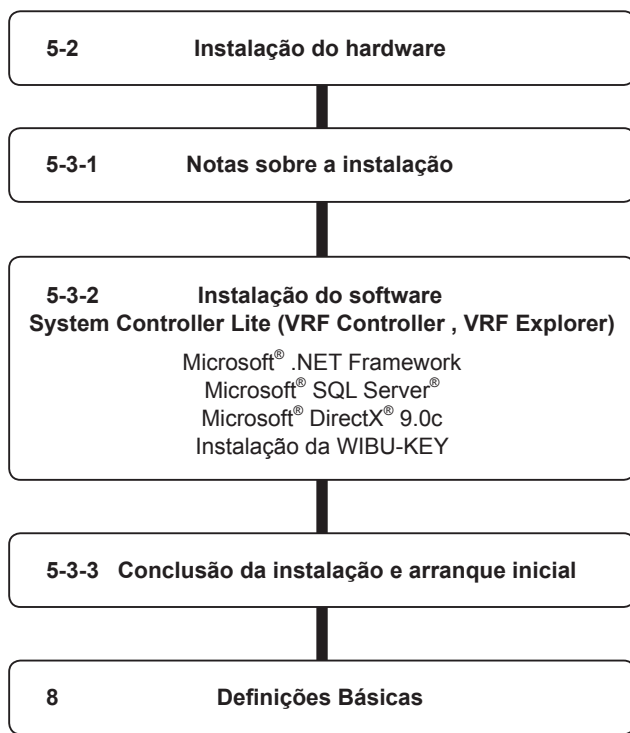 5-2 Instalação do hardware
5-3-1 Notas sobre a instalação
5-3-2 Instalação do software
System Controller Lite (VRF Controller , VRF Explorer)
Microsoft® .NET Framework
Microsoft® SQL Server®
Microsoft® DirectX® 9.0c
Instalação da WIBU-KEY
5-3-3 Conclusão da instalação e arranque inicial
8 Definições Básicas